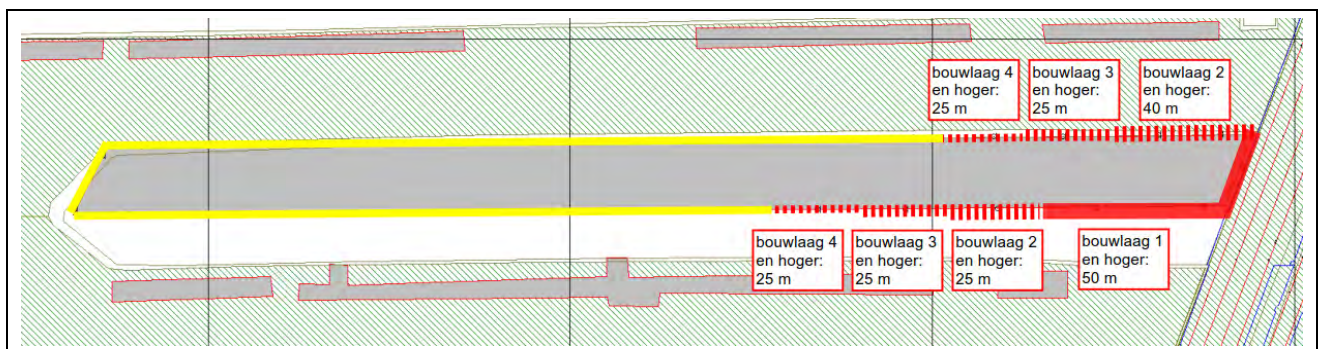 bouwlaag 4
en hoger:
25 m
bouwlaag 3
en hoger:
25 m
bouwlaag 2
en hoger:
40 m
bouwlaag 4
en hoger:
25 m
bouwlaag 3
en hoger:
25 m
bouwlaag 2
en hoger:
25 m
bouwlaag 1
en hoger:
50 m